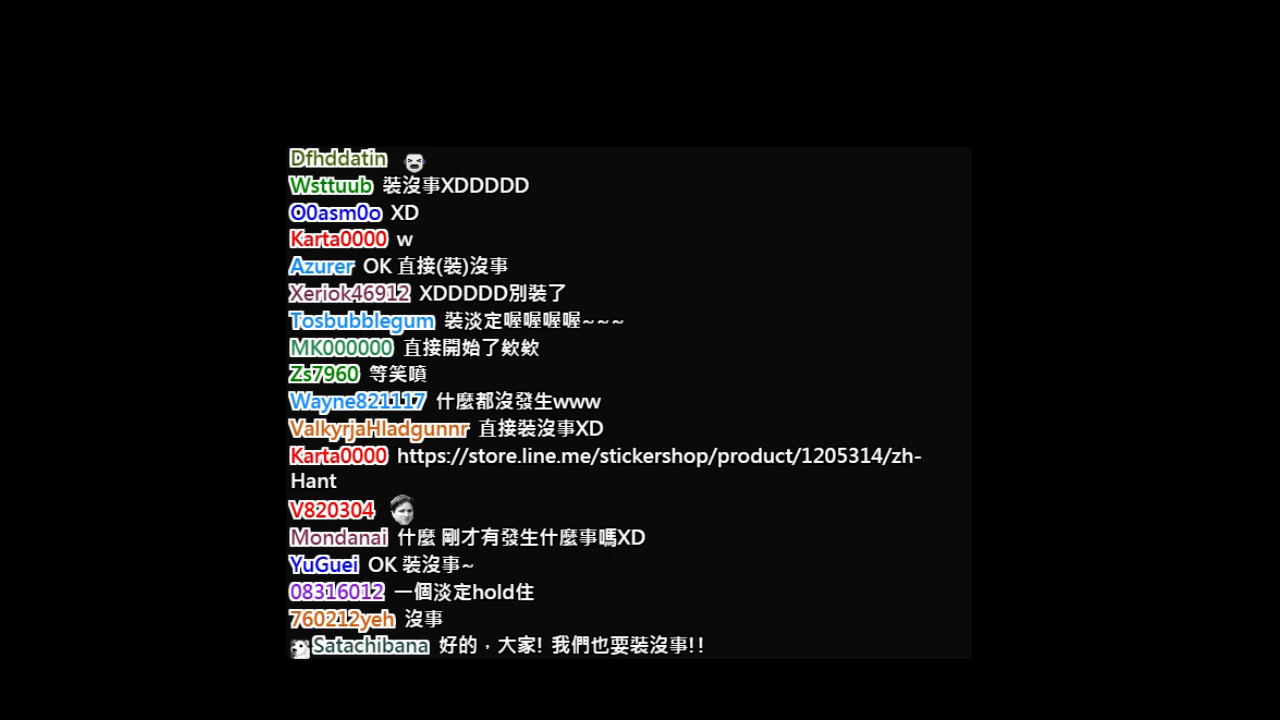 Dfhddatin
Wsttuub 裝沒事XDDDDD
O0asm0o XD
Karta0000 w
Azurer OK 直接(裝)沒事
Xeriok46912 XDDDDD別裝了
Tosbubblegum 裝淡定喔喔喔喔~~~
MK000000 直接開始了欸欸
Zs7960 等笑噴
Wayne821117 什麼都沒發生www
ValkyrjaHladgunnr 直接裝沒事XD
Karta0000 https://store.line.me/stickershop/product/1205314/zh-
Hant
V820304
Mondanai 什麼 剛才有發生什麼事嗎XD
YuGuei OK 裝沒事~
08316012 一個淡定hold住
760212yeh 沒事
Satachibana 好的，大家! 我們也要裝沒事!!